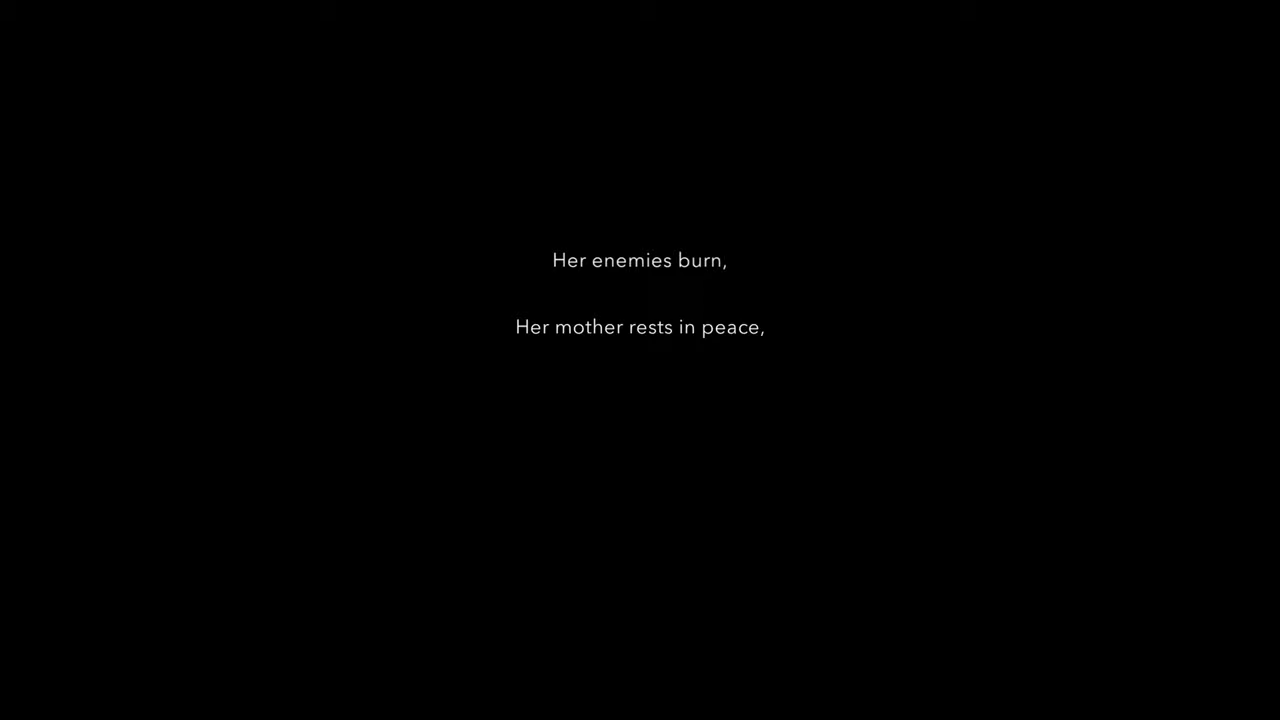 Her enemies burn,
Her mother rests in peace,